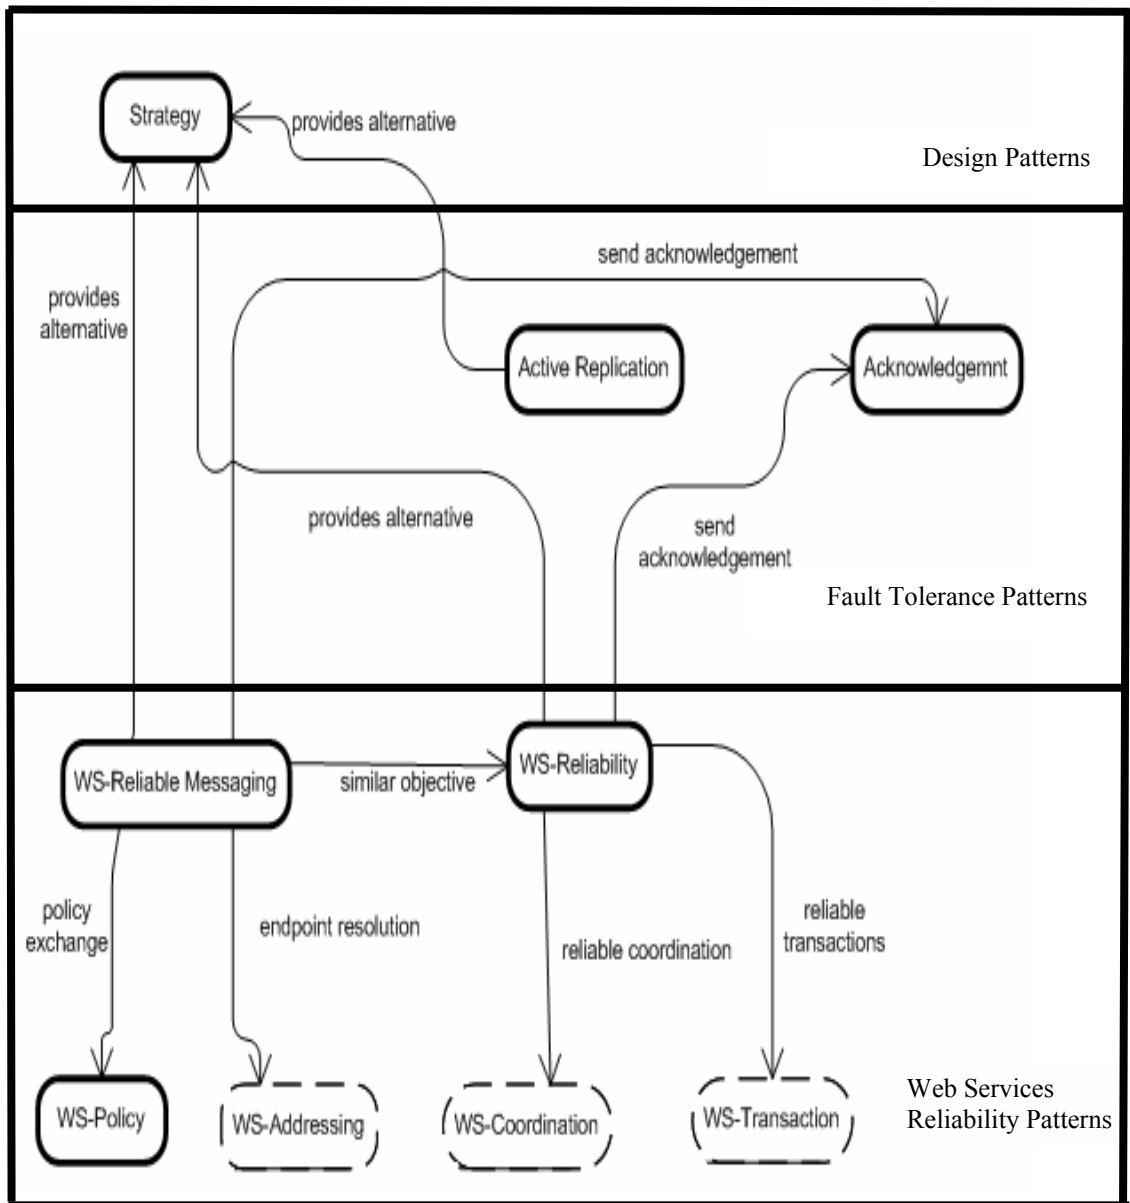 Strategy
provides alternative
Design Patterns
send acknowledgement
provides
alternative
Active Replication
Acknowledgemnt
provides alternative
send
acknowledgement
Fault Tolerance Patterns
WS-Reliable Messaging
similar objective
WS-Reliability
policy
exchange
endpoint resolution
reliable coordination
reliable
transactions
WS-Policy
WS-Addressing
WS-Coordination
WS-Transaction
Web Services
Reliability Patterns